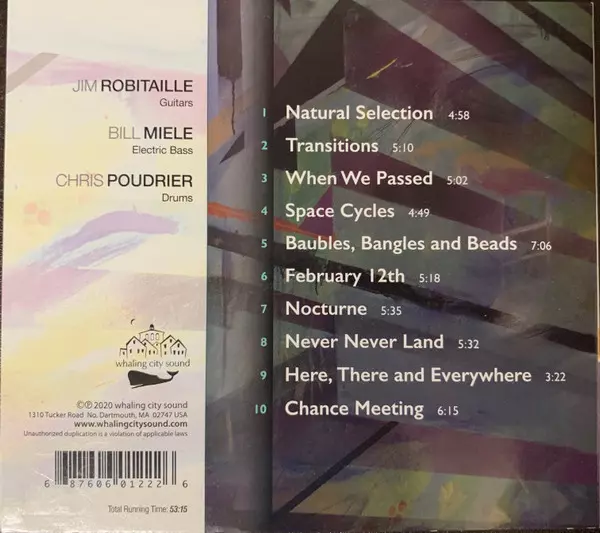 JIM ROBITAILLE
Guitars
BILL MIELE
Electric Bass
CHRIS POUDRIER
Drums
whaling city sound
©℗ 2020 whaling city sound
1310 Tucker Road No. Dartmouth, MA 02747 USA
www.whalingcitysound.com
Unauthorized duplication is a violation of applicable laws
6 87606 01222 6
Total Running Time: 53:15
1 Natural Selection 4:58
2 Transitions 5:10
3 When We Passed 5:02
4 Space Cycles 4:49
5 Baubles, Bangles and Beads 7:06
6 February 12th 5:18
7 Nocturne 5:35
8 Never Never Land 5:32
9 Here, There and Everywhere 3:22
10 Chance Meeting 6:15